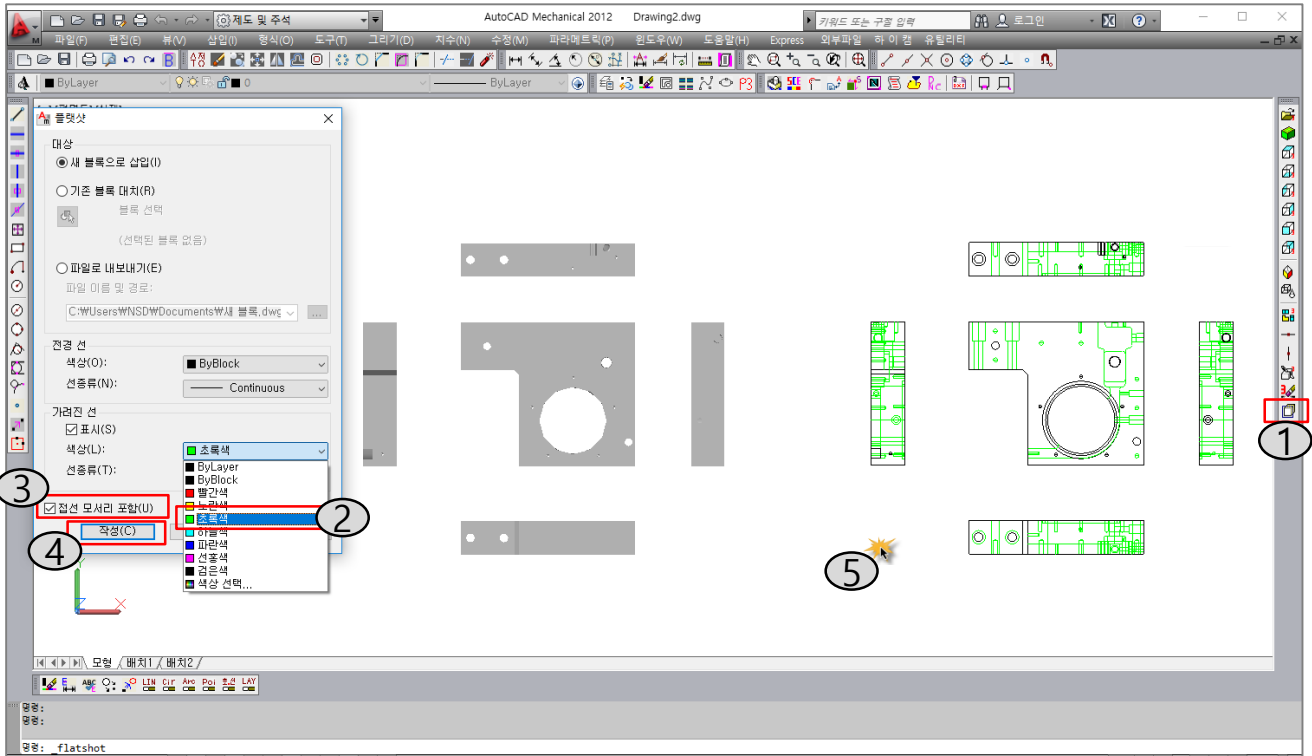 제도 및 주석
AutoCAD Mechanical 2012 Drawing2.dwg
키워드 또는 구절 입력
로그인
파일(F) 편집(E) 뷰(V) 삽입(I) 형식(O) 도구(T) 그리기(D) 치수(N) 수정(M) 파라메트릭(P) 윈도우(W) 도움말(H) Express 외부파일 하 이 캠 유틸리티
ByLayer
0
ByLayer
플랫샷
대상
새 블록으로 삽입(I)
기존 블록 대치(R)
블록 선택
(선택된 블록 없음)
파일로 내보내기(E)
파일 이름 및 경로:
C:₩Users₩NSD₩Documents₩새 블록.dwg
...
전경 선
색상(O):
ByBlock
선종류(N):
Continuous
가려진 선
표시(S)
색상(L):
초록색
선종류(T):
ByLayer
ByBlock
빨간색
노란색
초록색
하늘색
파란색
선홍색
검은색
색상 선택...
접선 모서리 포함(U)
작성(C)
1
2
3
4
5
X
Y
Z
모형 배치1 배치2
LIN Cir Arc Poi 호선 LAY
명령:
명령:
명령: _flatshot